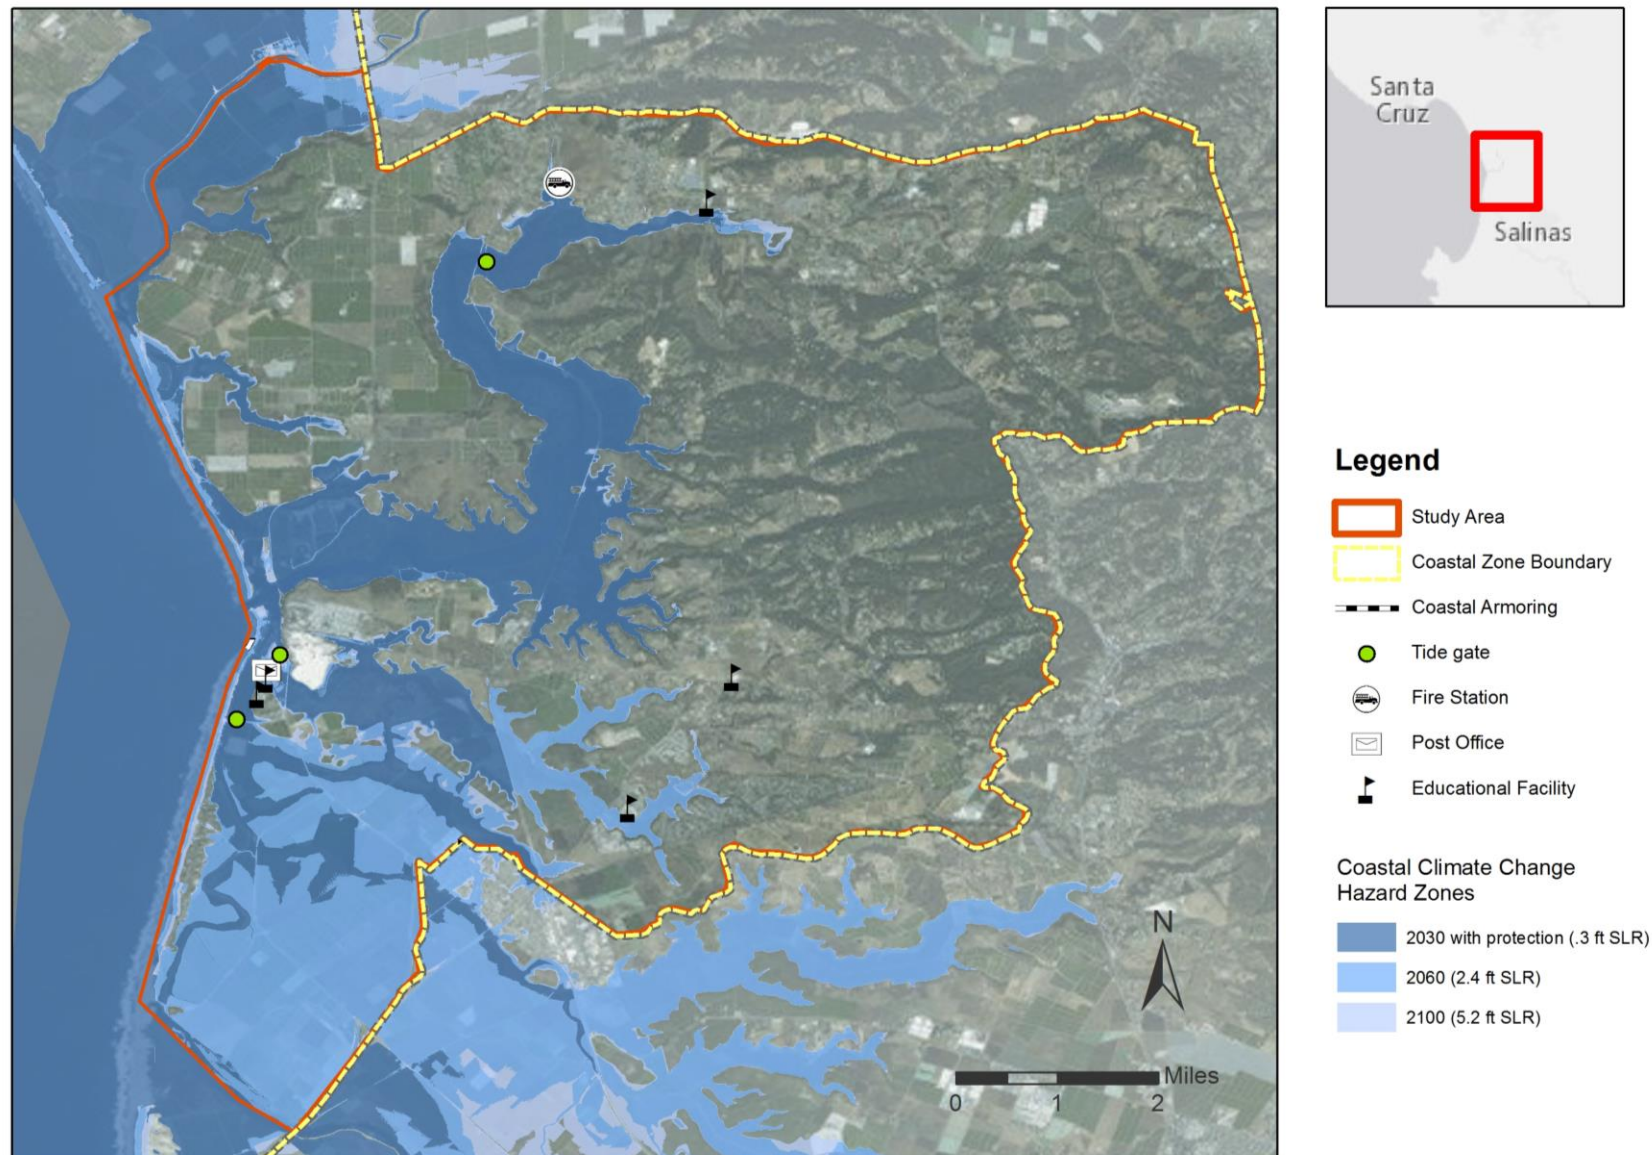 Santa
Cruz
Salinas
Legend
Study Area
Coastal Zone Boundary
Coastal Armoring
Tide gate
Fire Station
Post Office
Educational Facility
Coastal Climate Change
Hazard Zones
2030 with protection (.3 ft SLR)
2060 (2.4 ft SLR)
2100 (5.2 ft SLR)
N
Miles
0 1 2